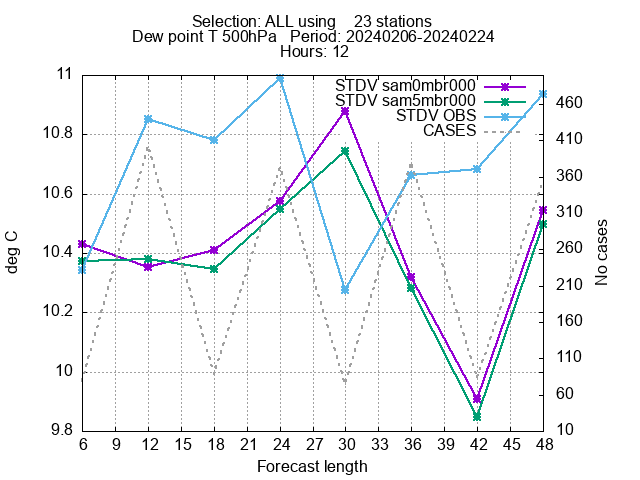 Selection: ALL using    23 stations
Dew point T 500hPa   Period: 20240206-20240224
Hours: 12
STDV sam0mbr000
STDV sam5mbr000
STDV OBS
CASES
11
10.8
10.6
10.4
10.2
10
9.8
460
410
360
310
260
210
160
110
60
10
6 9 12 15 18 21 24 27 30 33 36 39 42 45 48
deg C
No cases
Forecast length